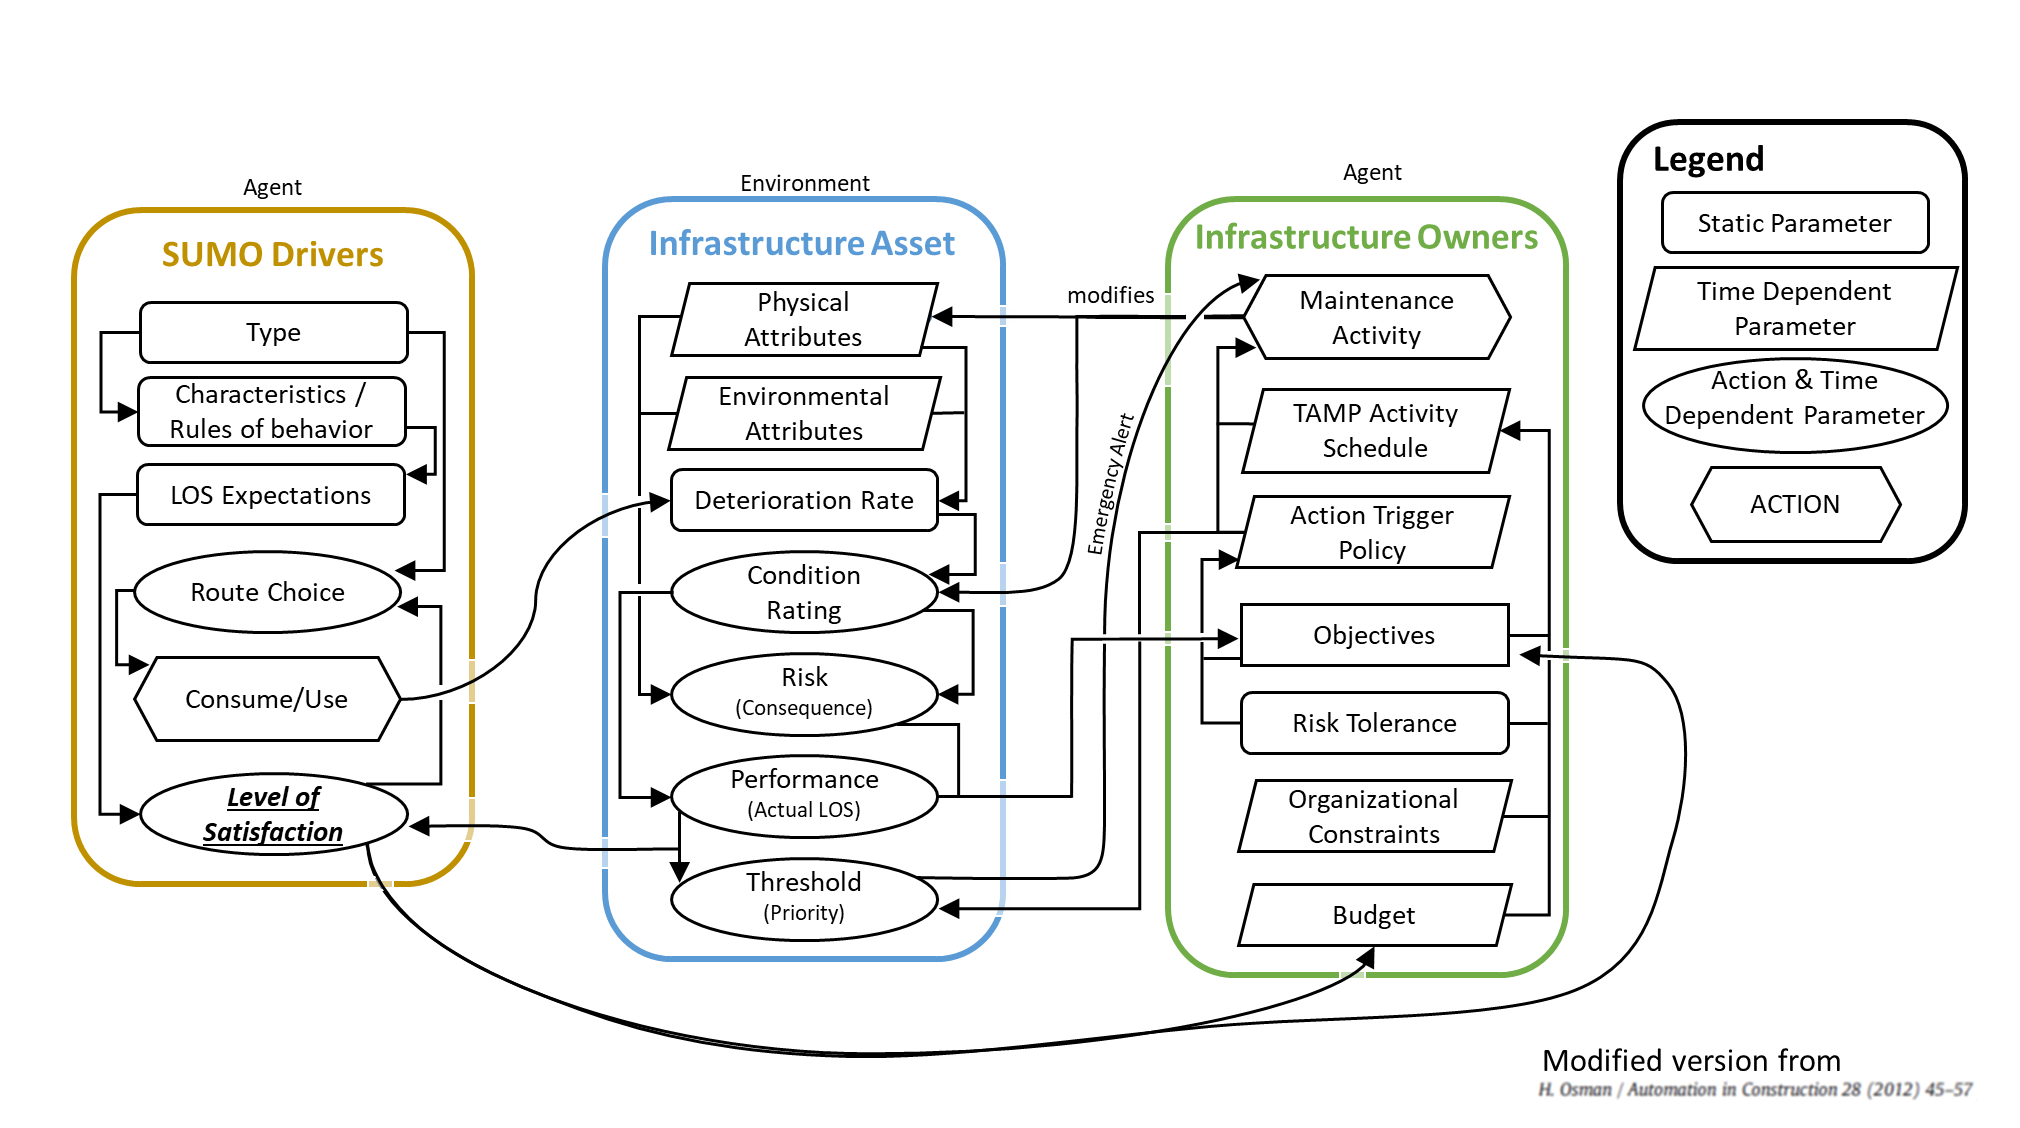 Agent
SUMO Drivers
Type
Characteristics /
Rules of behavior
LOS Expectations
Route Choice
Consume/Use
Level of
Satisfaction
Environment
Infrastructure Asset
Physical
Attributes
Environmental
Attributes
Deterioration Rate
Condition
Rating
Risk
(Consequence)
Performance
(Actual LOS)
Threshold
(Priority)
modifies
Emergency Alert
Agent
Infrastructure Owners
Maintenance
Activity
TAMP Activity
Schedule
Action Trigger
Policy
Objectives
Risk Tolerance
Organizational
Constraints
Budget
Legend
Static Parameter
Time Dependent
Parameter
Action & Time
Dependent Parameter
ACTION
Modified version from
H. Osman / Automation in Construction 28 (2012) 45–57